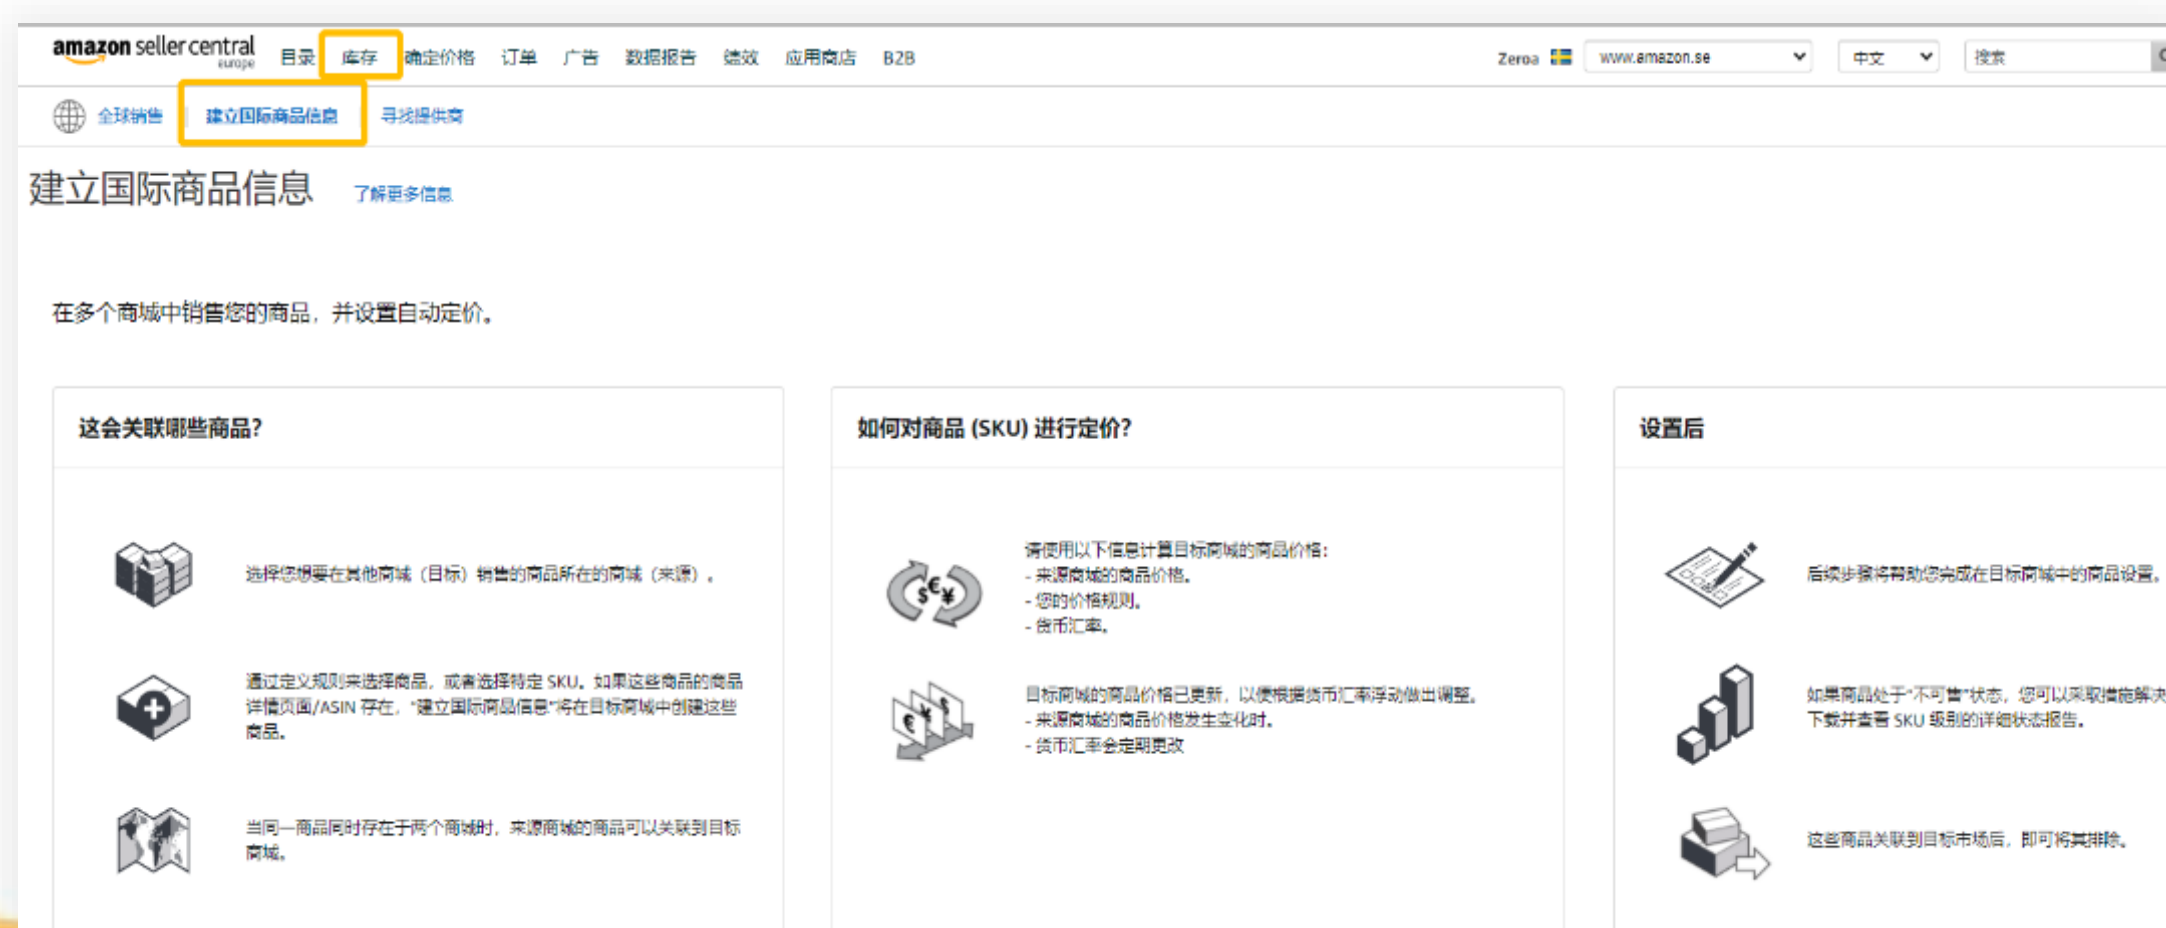 amazon seller central
europe
目录 库存 确定价格 订单 广告 数据报告 绩效 应用商店 B2B
Zeroa www.amazon.se 中文 搜索
全球销售 建立国际商品信息 寻找提供商
建立国际商品信息 了解更多信息
在多个商城中销售您的商品，并设置自动定价。
这会关联哪些商品?
选择您想要在其他商城（目标）销售的商品所在的商城（来源）.
通过定义规则来选择商品，或者选择特定 SKU。如果这些商品的商品
详情页面/ASIN 存在，“建立国际商品信息”将在目标商城中创建这些
商品。
当同一商品同时存在于两个商城时，来源商城的商品可以关联到目标
商城。
如何对商品 (SKU) 进行定价?
请使用以下信息计算目标商城的商品价格：
- 来源商城的商品价格。
- 您的价格规则。
- 货币汇率。
目标商城的商品价格已更新，以便根据货币汇率浮动做出调整。
- 来源商城的商品价格发生变化时。
- 货币汇率会定期更改
设置后
后续步骤将帮助您完成在目标商城中的商品设置。
如果商品处于“不可售”状态，您可以采取措施解决
下载并查看 SKU 级别的详细状态报告。
这些商品关联到目标市场后，即可将其排除。